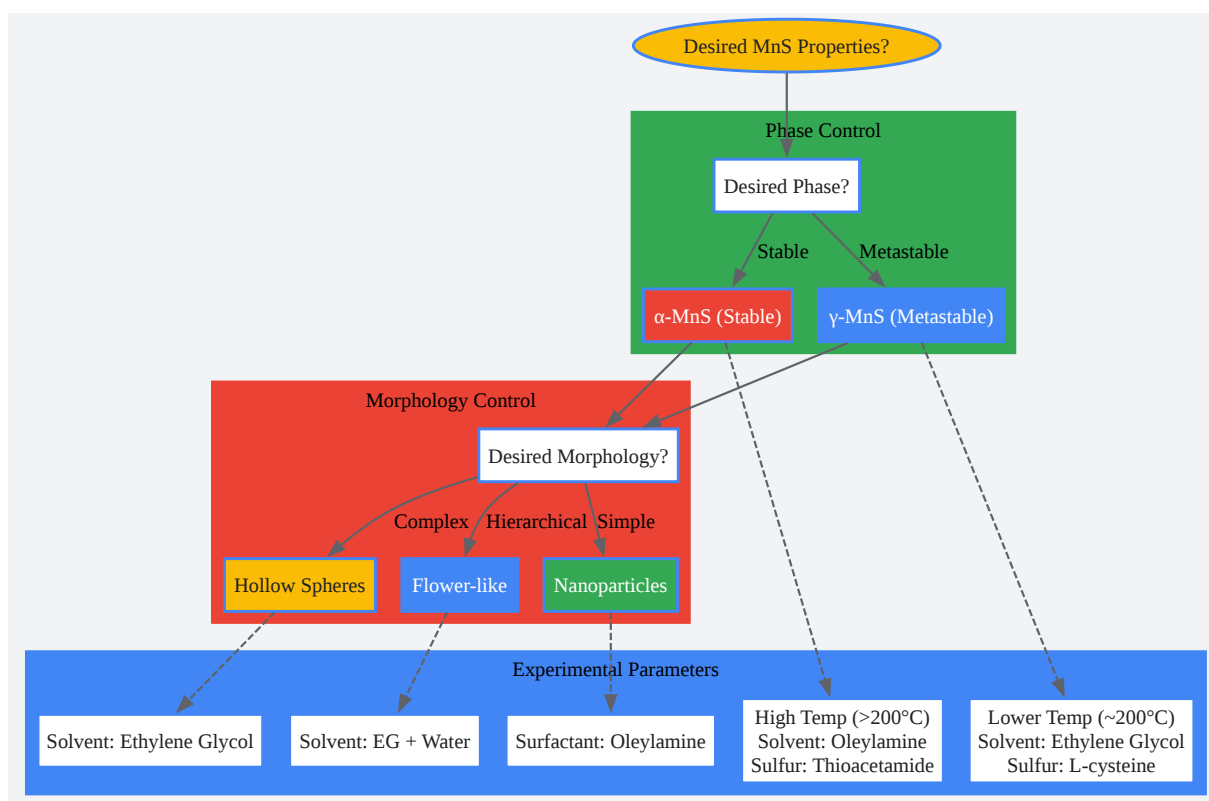 Desired MnS Properties?
Phase Control
Desired Phase?
Stable
Metastable
α-MnS (Stable)
γ-MnS (Metastable)
Morphology Control
Desired Morphology?
Complex
Hierarchical
Simple
Hollow Spheres
Flower-like
Nanoparticles
Experimental Parameters
Solvent: Ethylene Glycol
Solvent: EG + Water
Surfactant: Oleylamine
High Temp (>200°C)
Solvent: Oleylamine
Sulfur: Thioacetamide
Lower Temp (~200°C)
Solvent: Ethylene Glycol
Sulfur: L-cysteine